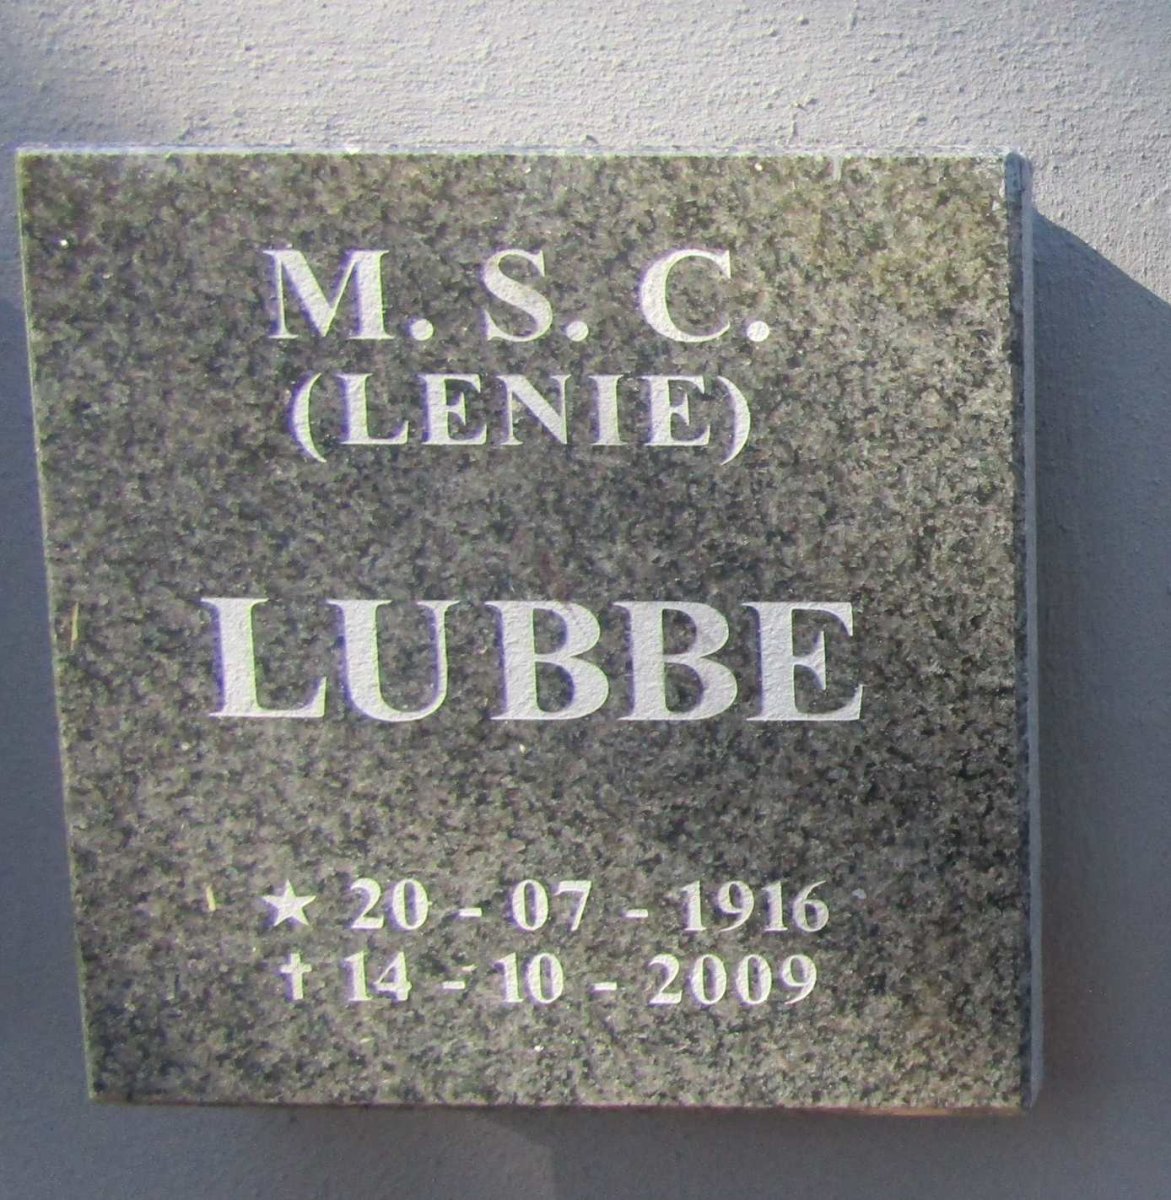 M. S. C.
(LENIE)
LUBBE
★ 20 - 07 - 1916
✝ 14 - 10 - 2009